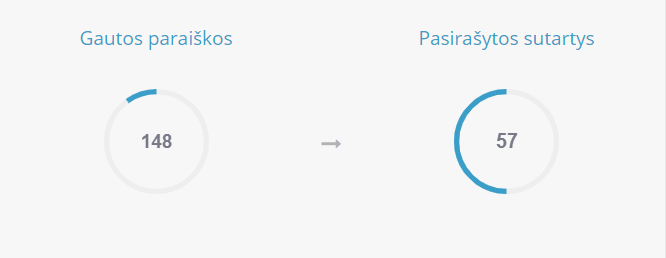 Gautos paraiškos
Pasirašytos sutartys
148
57